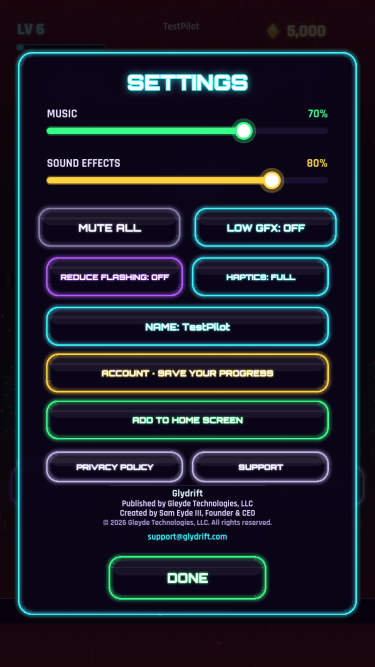 LV 6
TestPilot
5,000
SETTINGS
MUSIC 70%
SOUND EFFECTS 80%
MUTE ALL
LOW GFX: OFF
REDUCE FLASHING: OFF
HAPTICS: FULL
NAME: TestPilot
ACCOUNT · SAVE YOUR PROGRESS
ADD TO HOME SCREEN
PRIVACY POLICY
SUPPORT
Glydrift
Published by Gleyde Technologies, LLC
Created by Sam Eyde III, Founder & CEO
© 2026 Gleyde Technologies, LLC. All rights reserved.
support@glydrift.com
DONE